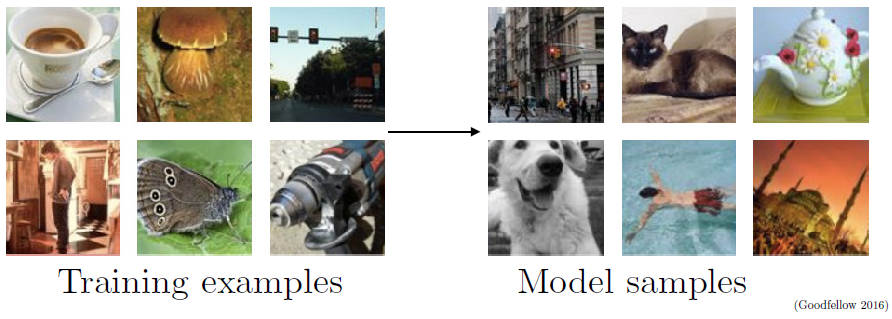 Training examples
Model samples
(Goodfellow 2016)